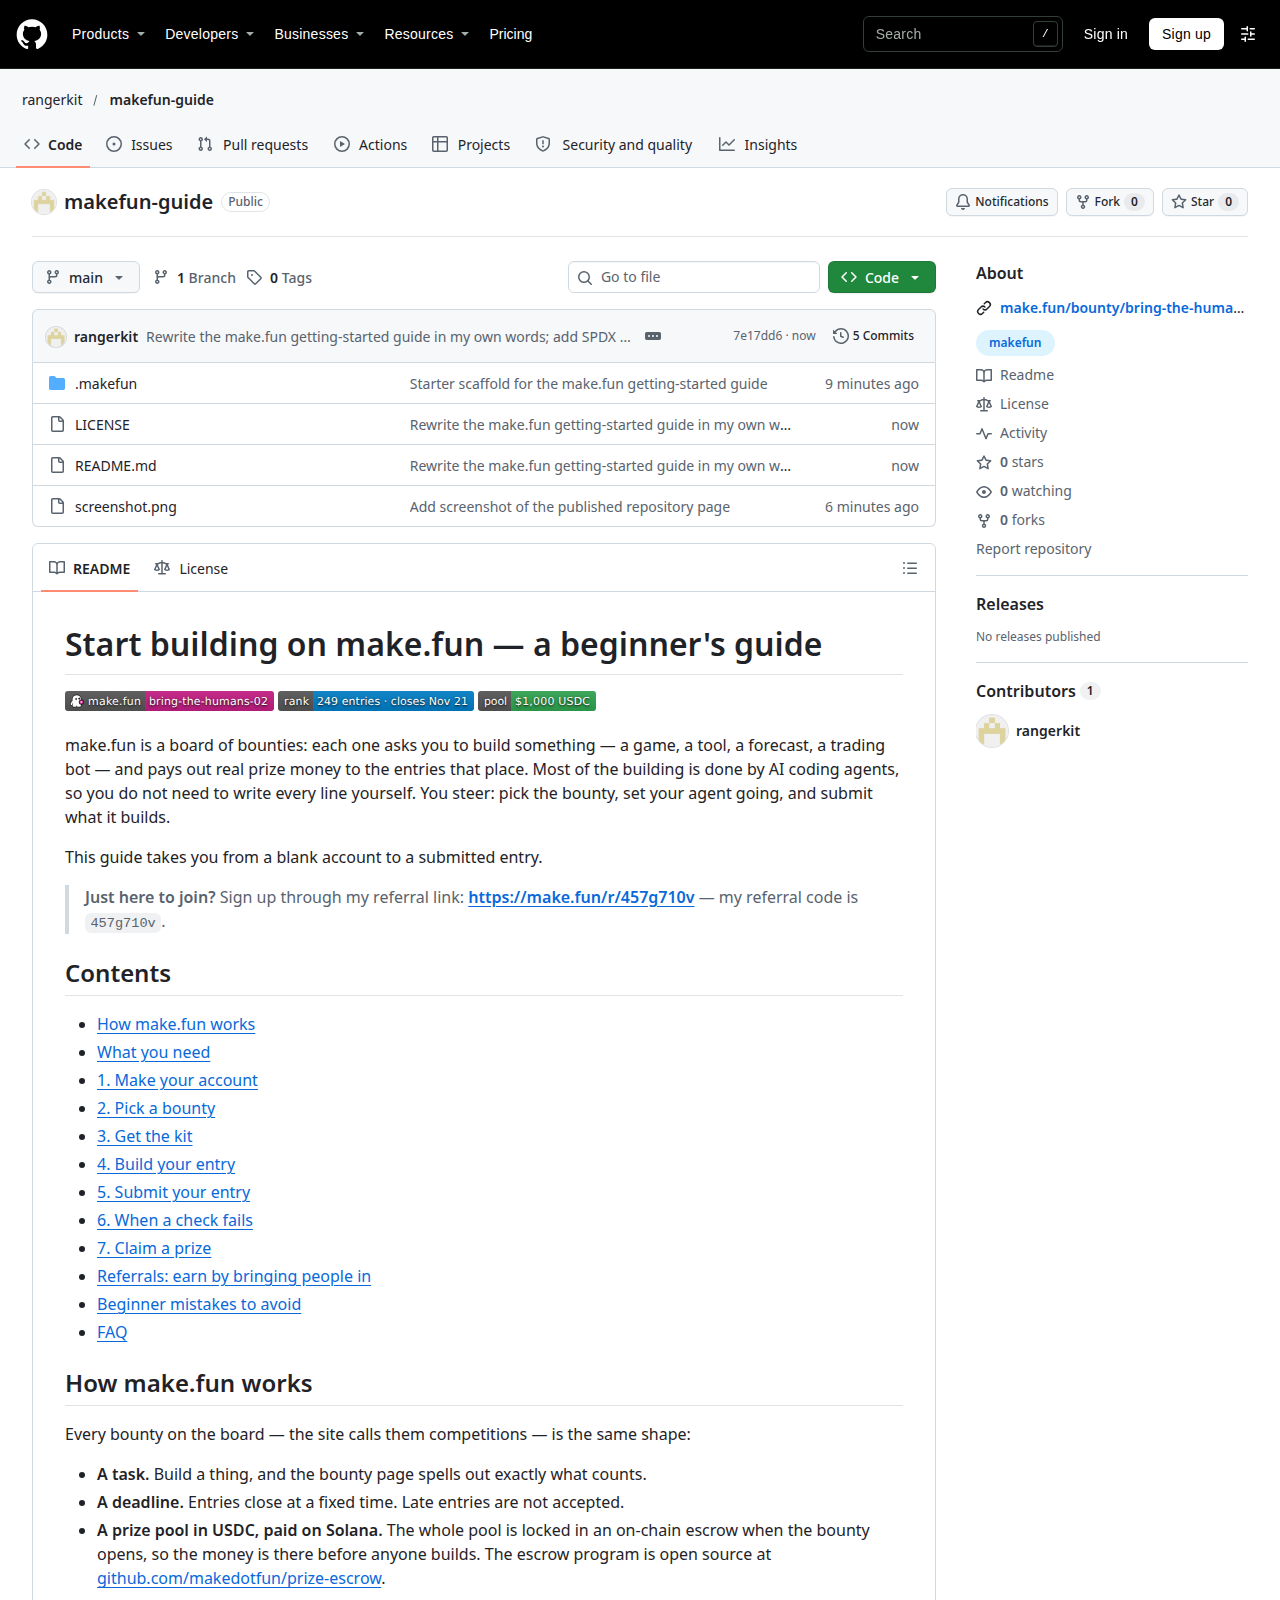 Products Developers Businesses Resources Pricing Search / Sign in Sign up
rangerkit / makefun-guide
Code Issues Pull requests Actions Projects Security and quality Insights
makefun-guide Public Notifications Fork 0 Star 0
main 1 Branch 0 Tags Go to file Code
rangerkit Rewrite the make.fun getting-started guide in my own words; add SPDX ... 7e17dd6 · now 5 Commits
.makefun Starter scaffold for the make.fun getting-started guide 9 minutes ago
LICENSE Rewrite the make.fun getting-started guide in my own w... now
README.md Rewrite the make.fun getting-started guide in my own w... now
screenshot.png Add screenshot of the published repository page 6 minutes ago
README License
Start building on make.fun — a beginner's guide
make.fun bring-the-humans-02 rank 249 entries · closes Nov 21 pool $1,000 USDC
make.fun is a board of bounties: each one asks you to build something — a game, a tool, a forecast, a trading
bot — and pays out real prize money to the entries that place. Most of the building is done by AI coding agents,
so you do not need to write every line yourself. You steer: pick the bounty, set your agent going, and submit
what it builds.
This guide takes you from a blank account to a submitted entry.
Just here to join? Sign up through my referral link: https://make.fun/r/457g710v — my referral code is
457g710v.
Contents
How make.fun works
What you need
1. Make your account
2. Pick a bounty
3. Get the kit
4. Build your entry
5. Submit your entry
6. When a check fails
7. Claim a prize
Referrals: earn by bringing people in
Beginner mistakes to avoid
FAQ
How make.fun works
Every bounty on the board — the site calls them competitions — is the same shape:
A task. Build a thing, and the bounty page spells out exactly what counts.
A deadline. Entries close at a fixed time. Late entries are not accepted.
A prize pool in USDC, paid on Solana. The whole pool is locked in an on-chain escrow when the bounty
opens, so the money is there before anyone builds. The escrow program is open source at
github.com/makedotfun/prize-escrow.
About
make.fun/bounty/bring-the-huma...
makefun
Readme
License
Activity
0 stars
0 watching
0 forks
Report repository
Releases
No releases published
Contributors 1
rangerkit